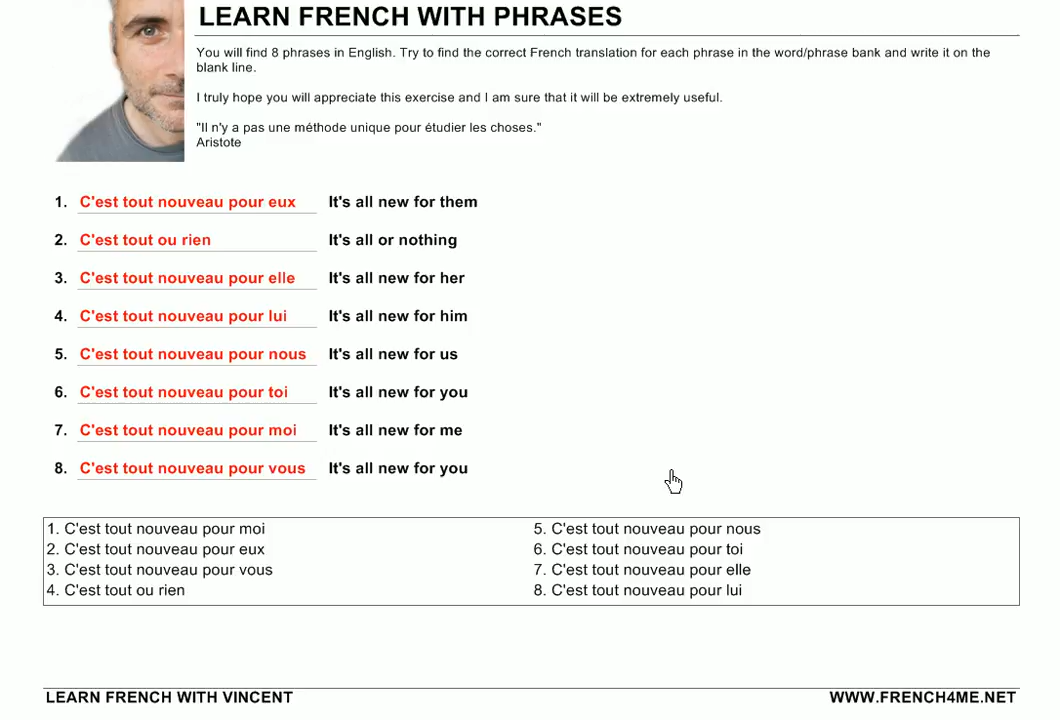 LEARN FRENCH WITH PHRASES
You will find 8 phrases in English. Try to find the correct French translation for each phrase in the word/phrase bank and write it on the
blank line.
I truly hope you will appreciate this exercise and I am sure that it will be extremely useful.
"Il n'y a pas une méthode unique pour étudier les choses."
Aristote
1. C'est tout nouveau pour eux It's all new for them
2. C'est tout ou rien It's all or nothing
3. C'est tout nouveau pour elle It's all new for her
4. C'est tout nouveau pour lui It's all new for him
5. C'est tout nouveau pour nous It's all new for us
6. C'est tout nouveau pour toi It's all new for you
7. C'est tout nouveau pour moi It's all new for me
8. C'est tout nouveau pour vous It's all new for you
1. C'est tout nouveau pour moi
2. C'est tout nouveau pour eux
3. C'est tout nouveau pour vous
4. C'est tout ou rien
5. C'est tout nouveau pour nous
6. C'est tout nouveau pour toi
7. C'est tout nouveau pour elle
8. C'est tout nouveau pour lui
LEARN FRENCH WITH VINCENT WWW.FRENCH4ME.NET